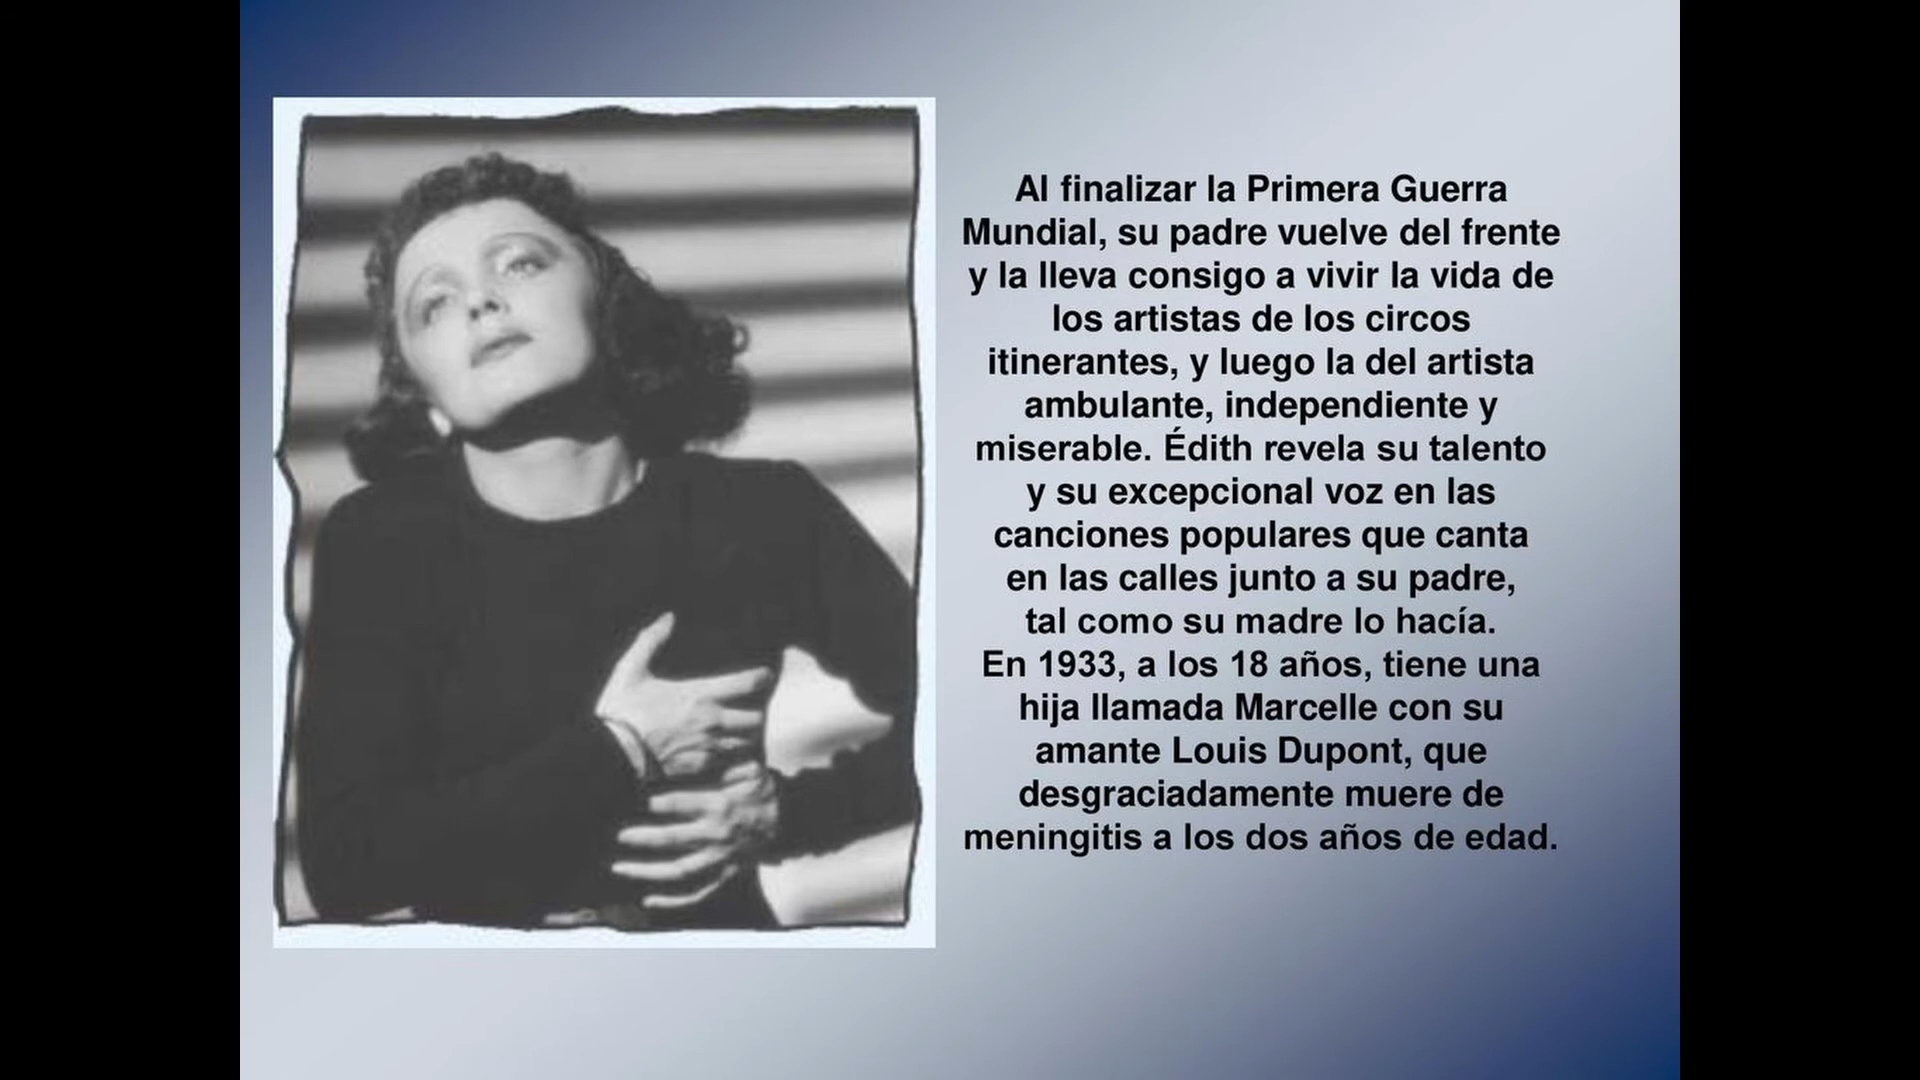 Al finalizar la Primera Guerra
Mundial, su padre vuelve del frente
y la lleva consigo a vivir la vida de
los artistas de los circos
itinerantes, y luego la del artista
ambulante, independiente y
miserable. Édith revela su talento
y su excepcional voz en las
canciones populares que canta
en las calles junto a su padre,
tal como su madre lo hacía.
En 1933, a los 18 años, tiene una
hija llamada Marcelle con su
amante Louis Dupont, que
desgraciadamente muere de
meningitis a los dos años de edad.